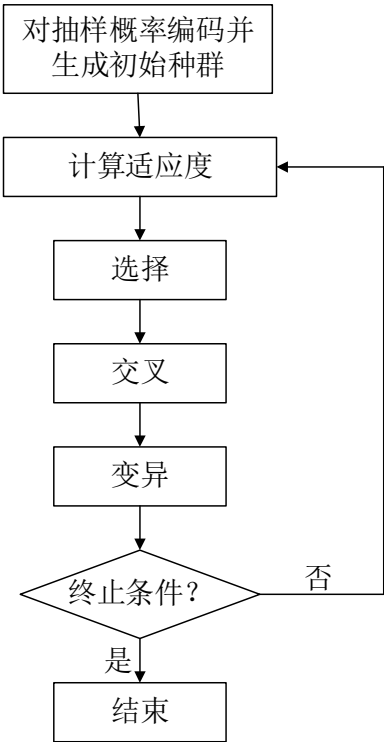 对抽样概率编码并
生成初始种群
计算适应度
选择
交叉
变异
终止条件？
否
是
结束